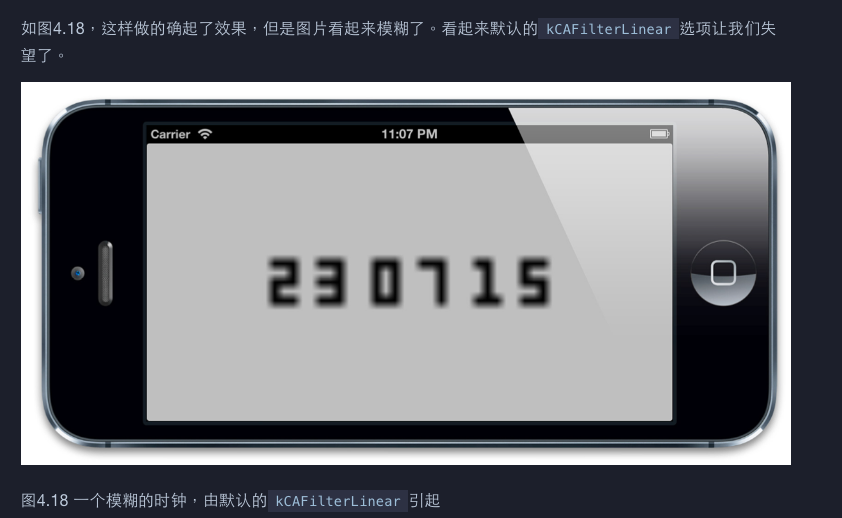 如图4.18，这样做的确起了效果，但是图片看起来模糊了。看起来默认的 kCAFilterLinear 选项让我们失
望了。
Carrier 11:07 PM
23 07 15
图4.18 一个模糊的时钟，由默认的 kCAFilterLinear 引起